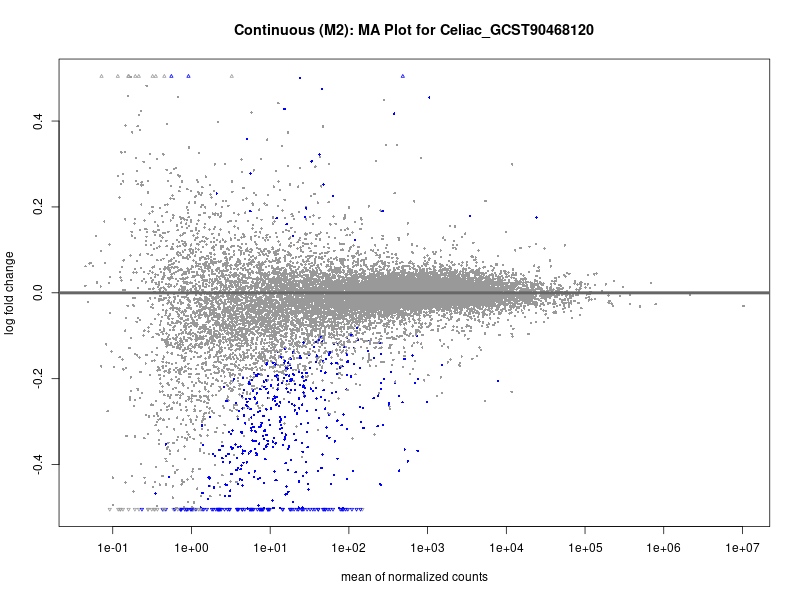 Continuous (M2): MA Plot for Celiac_GCST90468120
log fold change
0.4
0.2
0.0
-0.2
-0.4
1e-01 1e+00 1e+01 1e+02 1e+03 1e+04 1e+05 1e+06 1e+07
mean of normalized counts